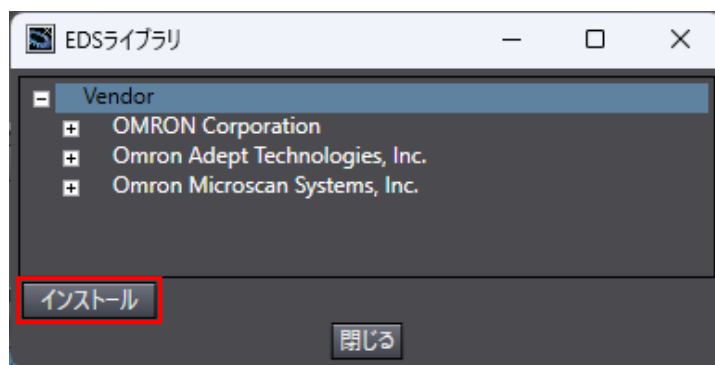 EDSライブラリ
Vendor
OMRON Corporation
Omron Adept Technologies, Inc.
Omron Microscan Systems, Inc.
インストール
閉じる